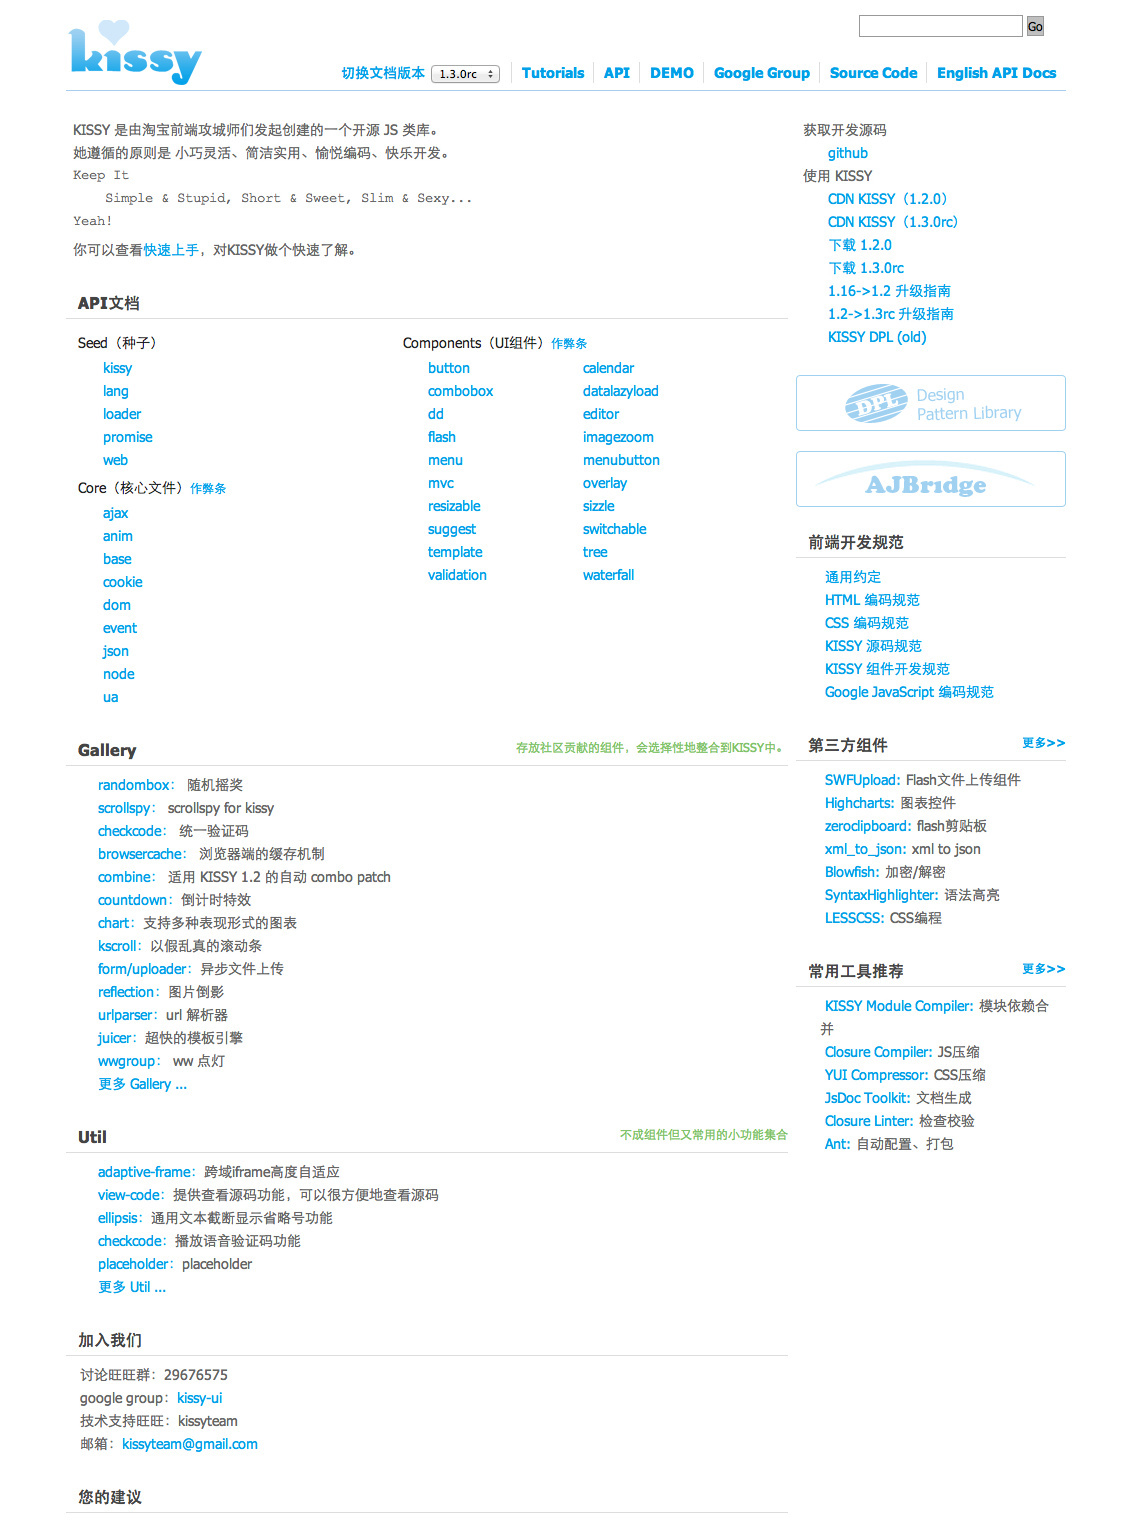 kissy
Go
切换文档版本 1.3.0rc Tutorials API DEMO Google Group Source Code English API Docs
KISSY 是由淘宝前端攻城师们发起创建的一个开源 JS 类库。
她遵循的原则是 小巧灵活、简洁实用、愉悦编码、快乐开发。
Keep It
Simple & Stupid, Short & Sweet, Slim & Sexy...
Yeah!
你可以查看快速上手，对KISSY做个快速了解。
API文档
Seed（种子）
kissy
lang
loader
promise
web
Core（核心文件）作弊条
ajax
anim
base
cookie
dom
event
json
node
ua
Components（UI组件）作弊条
button
combobox
dd
flash
menu
mvc
resizable
suggest
template
validation
calendar
datalazyload
editor
imagezoom
menubutton
overlay
sizzle
switchable
tree
waterfall
Gallery 存放社区贡献的组件，会选择性地整合到KISSY中。
randombox： 随机摇奖
scrollspy： scrollspy for kissy
checkcode： 统一验证码
browsercache： 浏览器端的缓存机制
combine： 适用 KISSY 1.2 的自动 combo patch
countdown：倒计时特效
chart：支持多种表现形式的图表
kscroll：以假乱真的滚动条
form/uploader：异步文件上传
reflection：图片倒影
urlparser：url 解析器
juicer：超快的模板引擎
wwgroup： ww 点灯
更多 Gallery ...
Util 不成组件但又常用的小功能集合
adaptive-frame：跨域iframe高度自适应
view-code：提供查看源码功能，可以很方便地查看源码
ellipsis：通用文本截断显示省略号功能
checkcode：播放语音验证码功能
placeholder：placeholder
更多 Util ...
加入我们
讨论旺旺群：29676575
google group：kissy-ui
技术支持旺旺：kissyteam
邮箱：kissyteam@gmail.com
您的建议
获取开发源码
github
使用 KISSY
CDN KISSY（1.2.0）
CDN KISSY（1.3.0rc）
下载 1.2.0
下载 1.3.0rc
1.16->1.2 升级指南
1.2->1.3rc 升级指南
KISSY DPL (old)
DPL Design
Pattern Library
AJBridge
前端开发规范
通用约定
HTML 编码规范
CSS 编码规范
KISSY 源码规范
KISSY 组件开发规范
Google JavaScript 编码规范
第三方组件 更多>>
SWFUpload: Flash文件上传组件
Highcharts: 图表控件
zeroclipboard: flash剪贴板
xml_to_json: xml to json
Blowfish: 加密/解密
SyntaxHighlighter: 语法高亮
LESSCSS: CSS编程
常用工具推荐 更多>>
KISSY Module Compiler: 模块依赖合
并
Closure Compiler: JS压缩
YUI Compressor: CSS压缩
JsDoc Toolkit: 文档生成
Closure Linter: 检查校验
Ant: 自动配置、打包